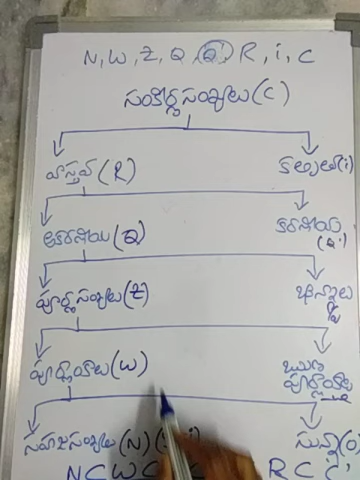 N, W, Z, Q, Q', R, i, C
సంకీర్ణ సంఖ్యలు (C)
వాస్తవ (R) కల్పిత (i)
అకరణీయ (Q) కరణీయ (Q')
పూర్ణ సంఖ్యలు (Z) భిన్నాలు
పూర్ణాంకాలు (W) ఋణ పూర్ణాంకాలు
సహజ సంఖ్యలు (N) సున్నా (0)
N C W C R C